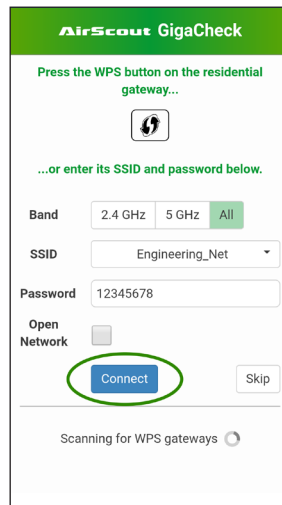 AirScout GigaCheck
Press the WPS button on the residential
gateway...
...or enter its SSID and password below.
Band 2.4 GHz 5 GHz All
SSID Engineering_Net
Password 12345678
Open
Network
Connect Skip
Scanning for WPS gateways